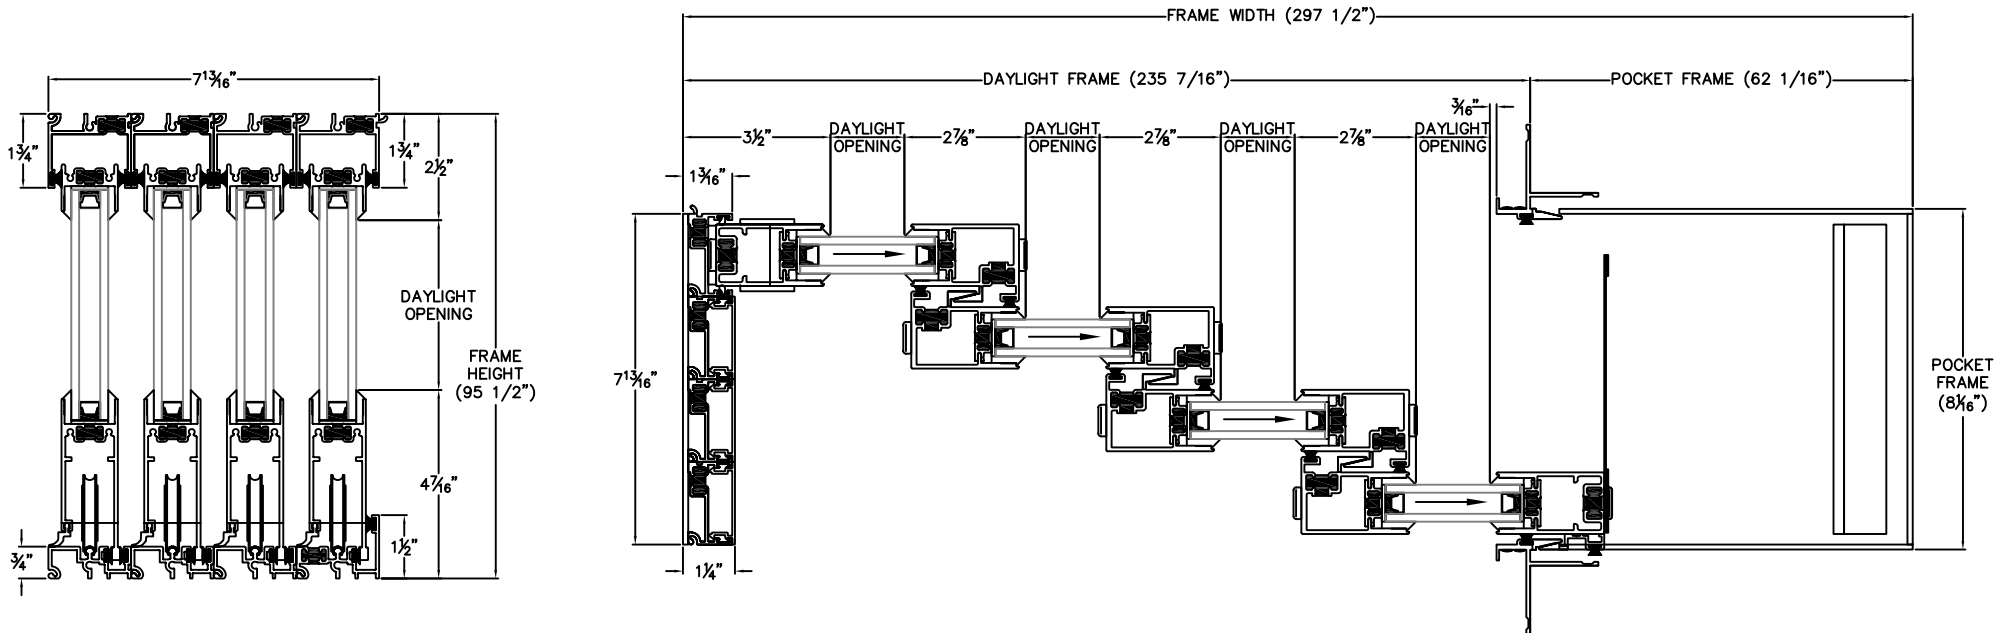 FRAME WIDTH (297 1/2")
DAYLIGHT FRAME (235 7/16")
POCKET FRAME (62 1/16")
7 13/16"
3/16"
3 1/2"
DAYLIGHT
OPENING
2 7/8"
DAYLIGHT
OPENING
2 7/8"
DAYLIGHT
OPENING
2 7/8"
DAYLIGHT
OPENING
1 3/4"
1 3/4"
2 1/2"
1 3/16"
DAYLIGHT
OPENING
FRAME
HEIGHT
(95 1/2")
7 13/16"
POCKET
FRAME
(8 1/16")
4 7/16"
1 1/2"
3/4"
1 1/4"